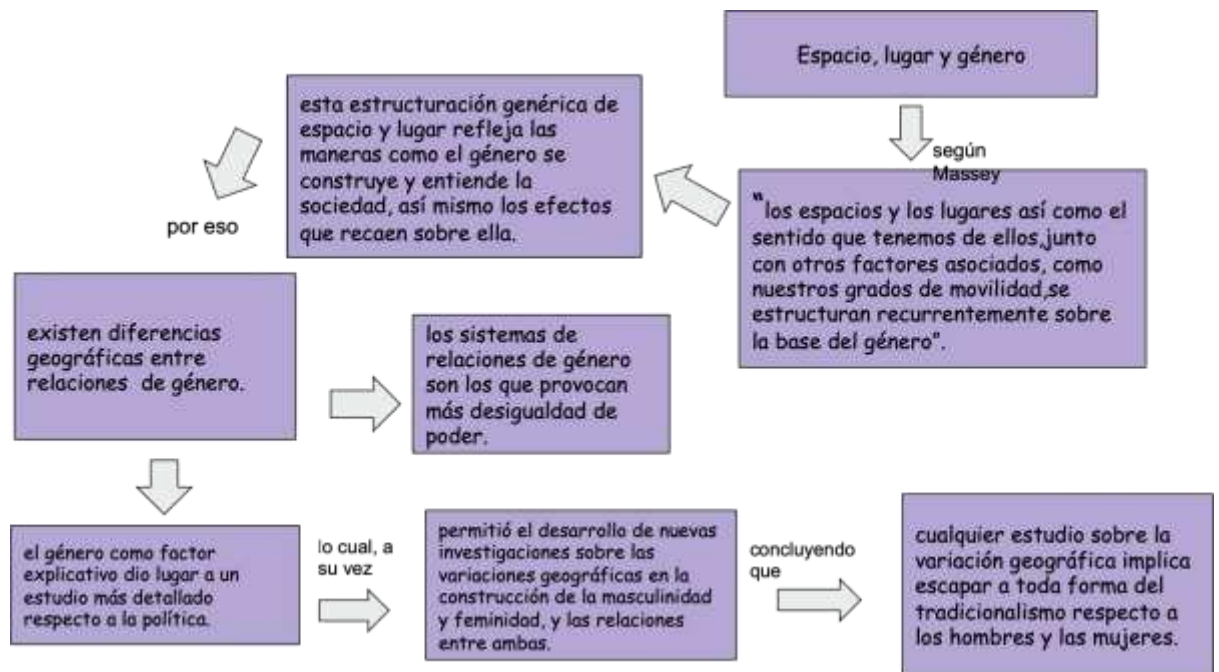 Espacio, lugar y género
según
Massey
"los espacios y los lugares así como el
sentido que tenemos de ellos,junto
con otros factores asociados, como
nuestros grados de movilidad,se
estructuran recurrentemente sobre
la base del género".
esta estructuración genérica de
espacio y lugar refleja las
maneras como el género se
construye y entiende la
sociedad, así mismo los efectos
que recaen sobre ella.
por eso
existen diferencias
geográficas entre
relaciones de género.
los sistemas de
relaciones de género
son los que provocan
más desigualdad de
poder.
el género como factor
explicativo dio lugar a un
estudio más detallado
respecto a la política.
lo cual, a
su vez
permitió el desarrollo de nuevas
investigaciones sobre las
variaciones geográficas en la
construcción de la masculinidad
y feminidad, y las relaciones
entre ambas.
concluyendo
que
cualquier estudio sobre la
variación geográfica implica
escapar a toda forma del
tradicionalismo respecto a
los hombres y las mujeres.